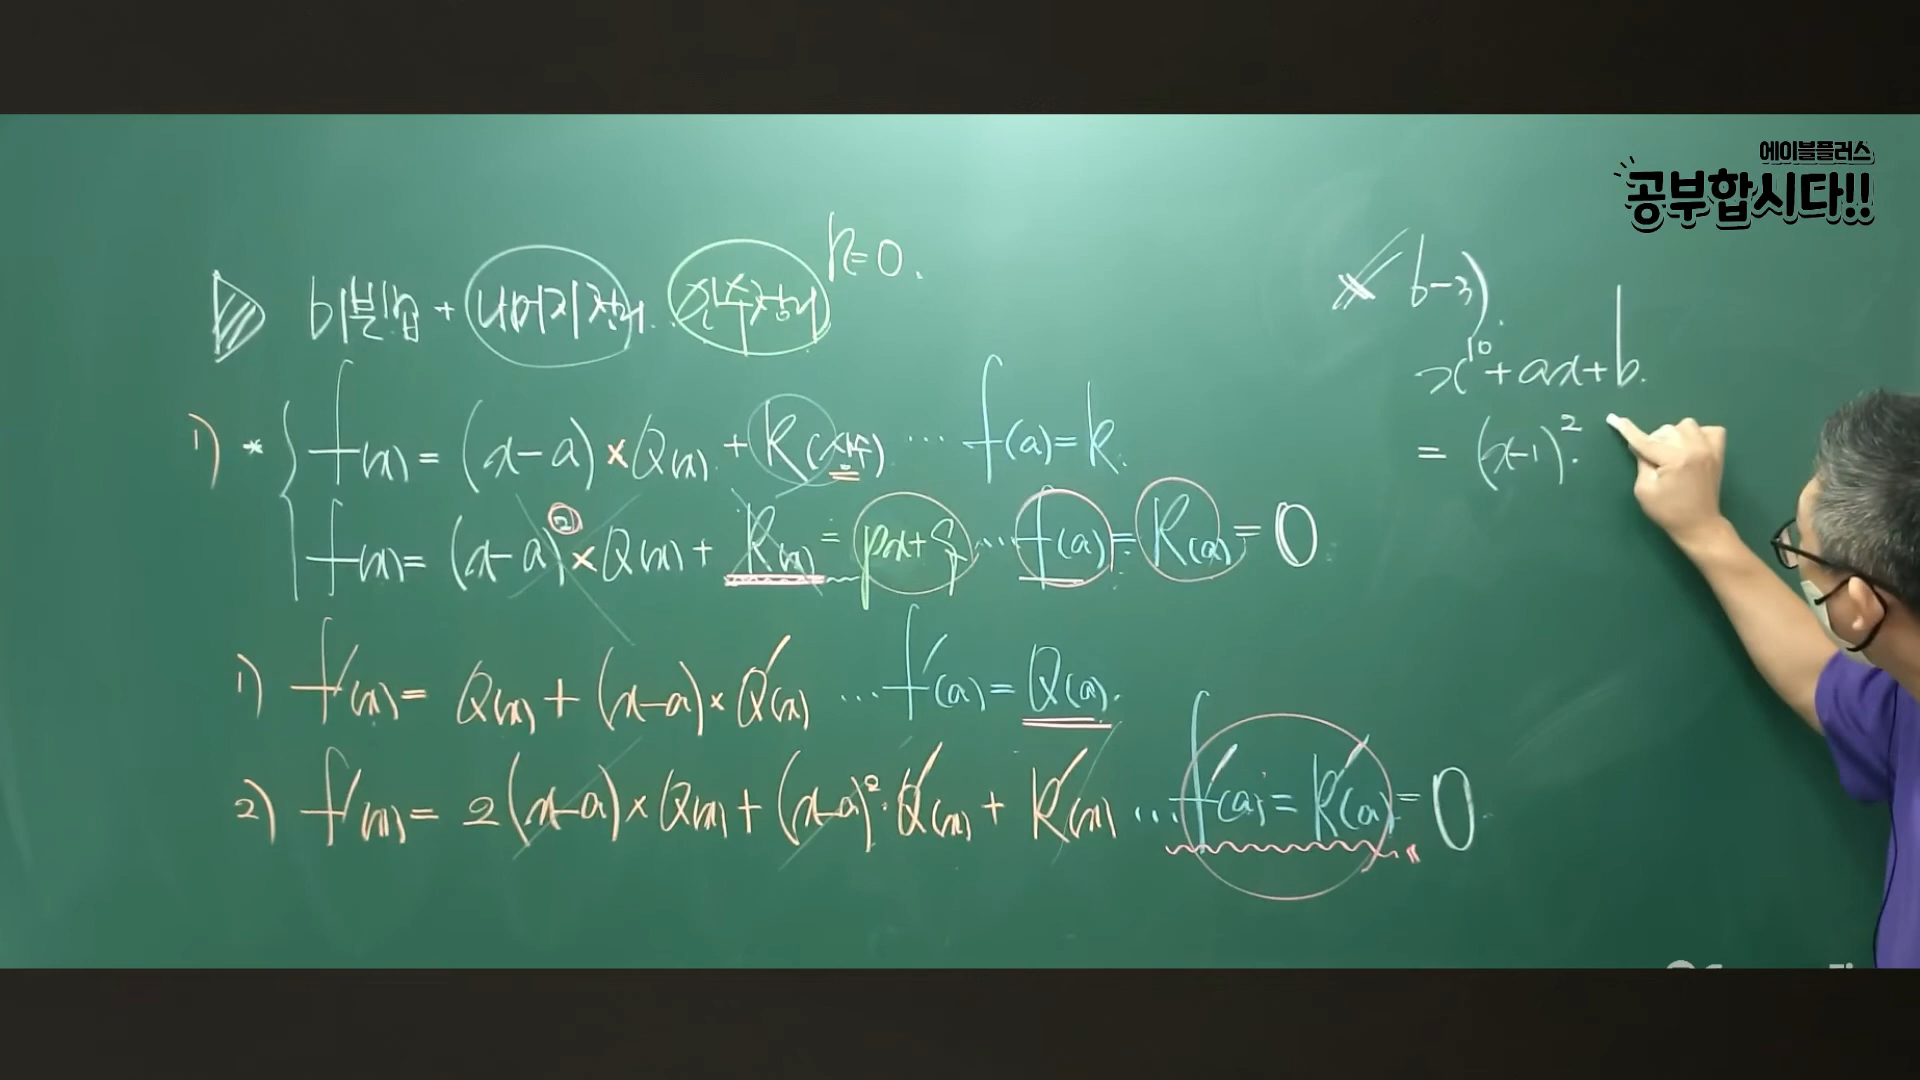 에이블플러스
공부합시다!!
미분법 + 나머지정리. 인수정리 R=0.
1) * f(x) = (x-a) × Q(x) + R(상수) … f(a)=R.
f(x) = (x-a)² × Q(x) + R(x) = px+q … f(a) = R(a) = 0
1) f'(x) = Q(x) + (x-a) × Q'(x) … f'(a) = Q(a).
2) f'(x) = 2(x-a) × Q(x) + (x-a)²·Q'(x) + R'(x) … f'(a) = R'(a) = 0
6-3).
x¹⁰+ax+b.
= (x-1)².